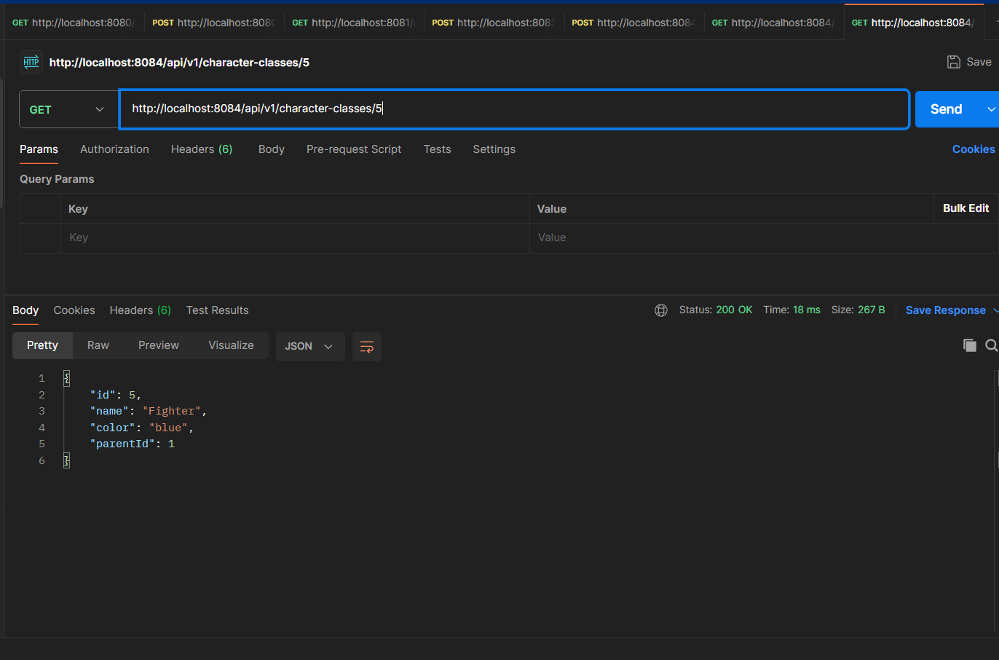 GET http://localhost:8080/ POST http://localhost:8080 GET http://localhost:8081/ POST http://localhost:8083 POST http://localhost:8084 GET http://localhost:8084/ GET http://localhost:8084/
HTTP http://localhost:8084/api/v1/character-classes/5 Save
GET http://localhost:8084/api/v1/character-classes/5 Send
Params Authorization Headers (6) Body Pre-request Script Tests Settings Cookies
Query Params
Key Value Bulk Edit
Key Value
Body Cookies Headers (6) Test Results Status: 200 OK Time: 18 ms Size: 267 B Save Response
Pretty Raw Preview Visualize JSON
1 {
2 "id": 5,
3 "name": "Fighter",
4 "color": "blue",
5 "parentId": 1
6 }